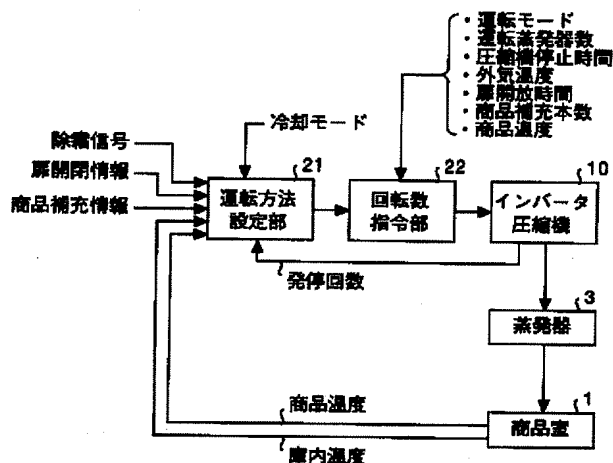 ・運転モード
・運転蒸発器数
・圧縮機停止時間
・外気温度
・扉開放時間
・商品補充本数
・商品温度
冷却モード
除霜信号
扉開閉情報
商品補充情報
21
運転方法
設定部
22
回転数
指令部
10
インバータ
圧縮機
発停回数
3
蒸発器
1
商品室
商品温度
庫内温度